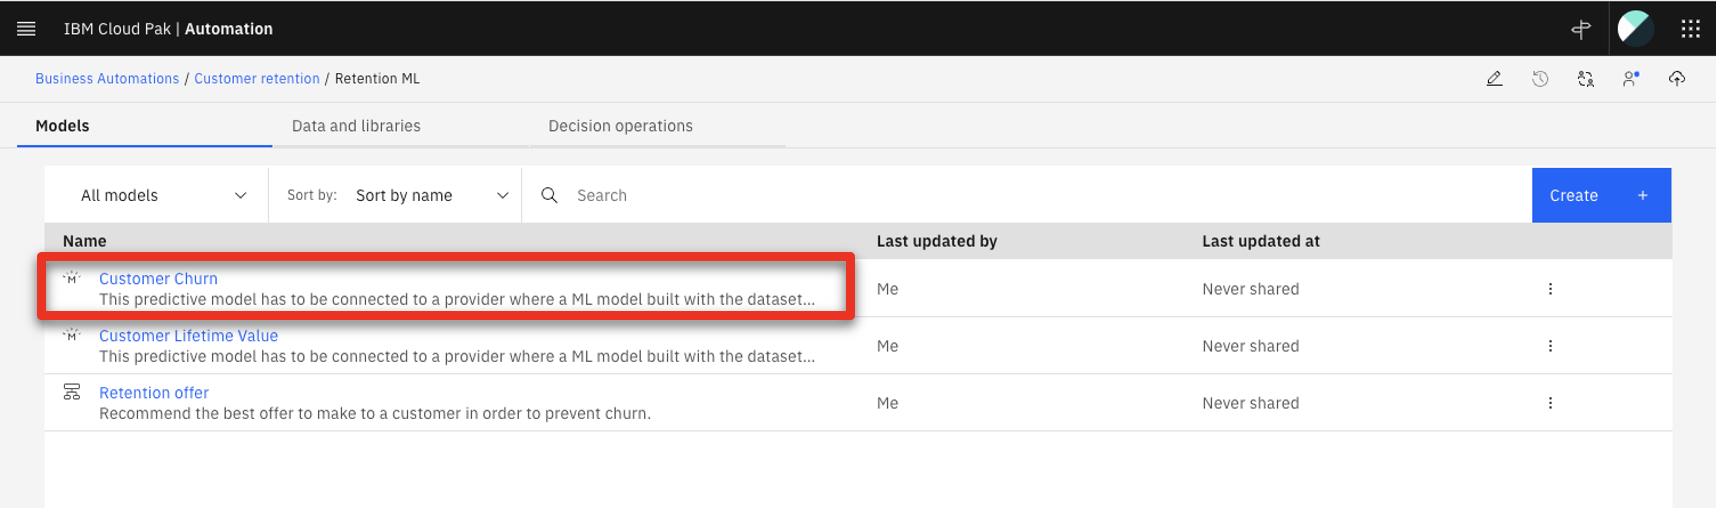 IBM Cloud Pak | Automation
Business Automations / Customer retention / Retention ML
Models Data and libraries Decision operations
All models Sort by: Sort by name Search Create +
Name Last updated by Last updated at
Customer Churn
This predictive model has to be connected to a provider where a ML model built with the dataset...
Me Never shared
Customer Lifetime Value
This predictive model has to be connected to a provider where a ML model built with the dataset...
Me Never shared
Retention offer
Recommend the best offer to make to a customer in order to prevent churn.
Me Never shared